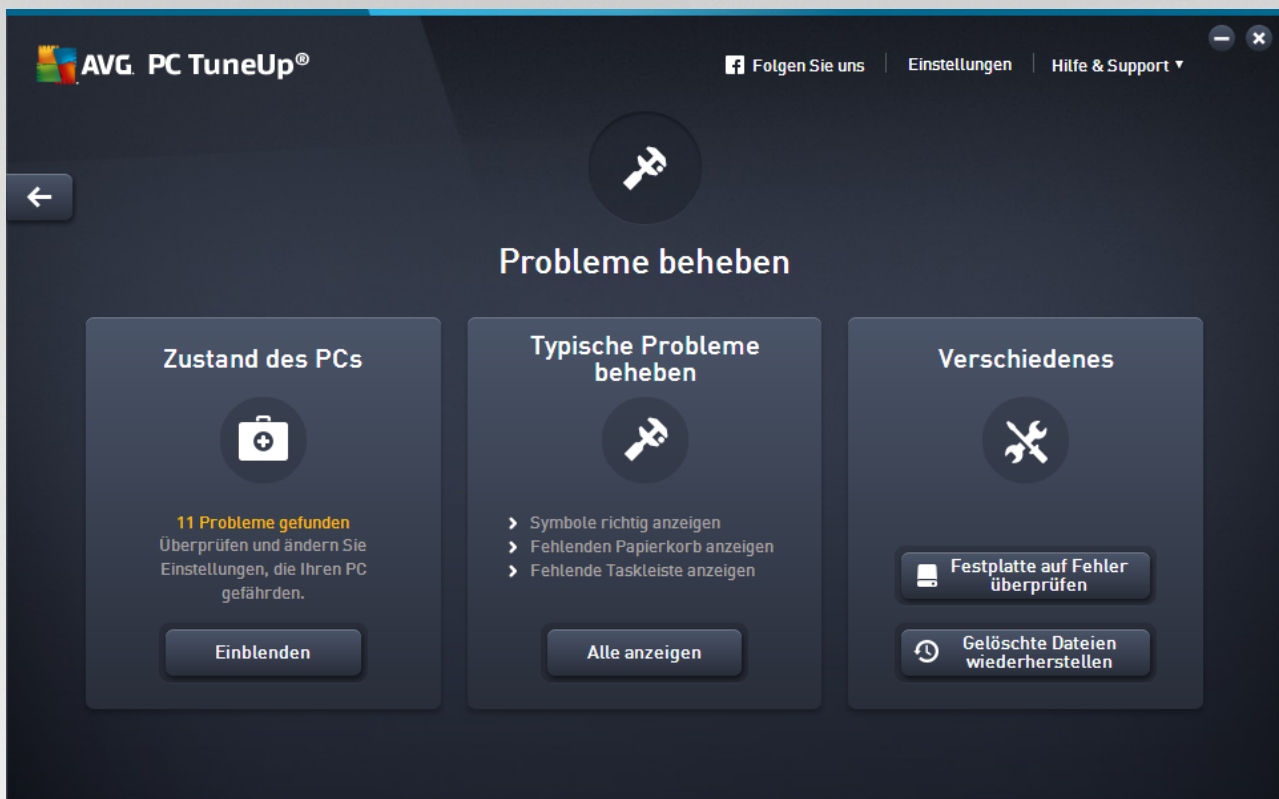 AVG. PC TuneUp®
Folgen Sie uns
Einstellungen
Hilfe & Support
Probleme beheben
Zustand des PCs
11 Probleme gefunden
Überprüfen und ändern Sie
Einstellungen, die Ihren PC
gefährden.
Einblenden
Typische Probleme
beheben
Symbole richtig anzeigen
Fehlenden Papierkorb anzeigen
Fehlende Taskleiste anzeigen
Alle anzeigen
Verschiedenes
Festplatte auf Fehler
überprüfen
Gelöschte Dateien
wiederherstellen